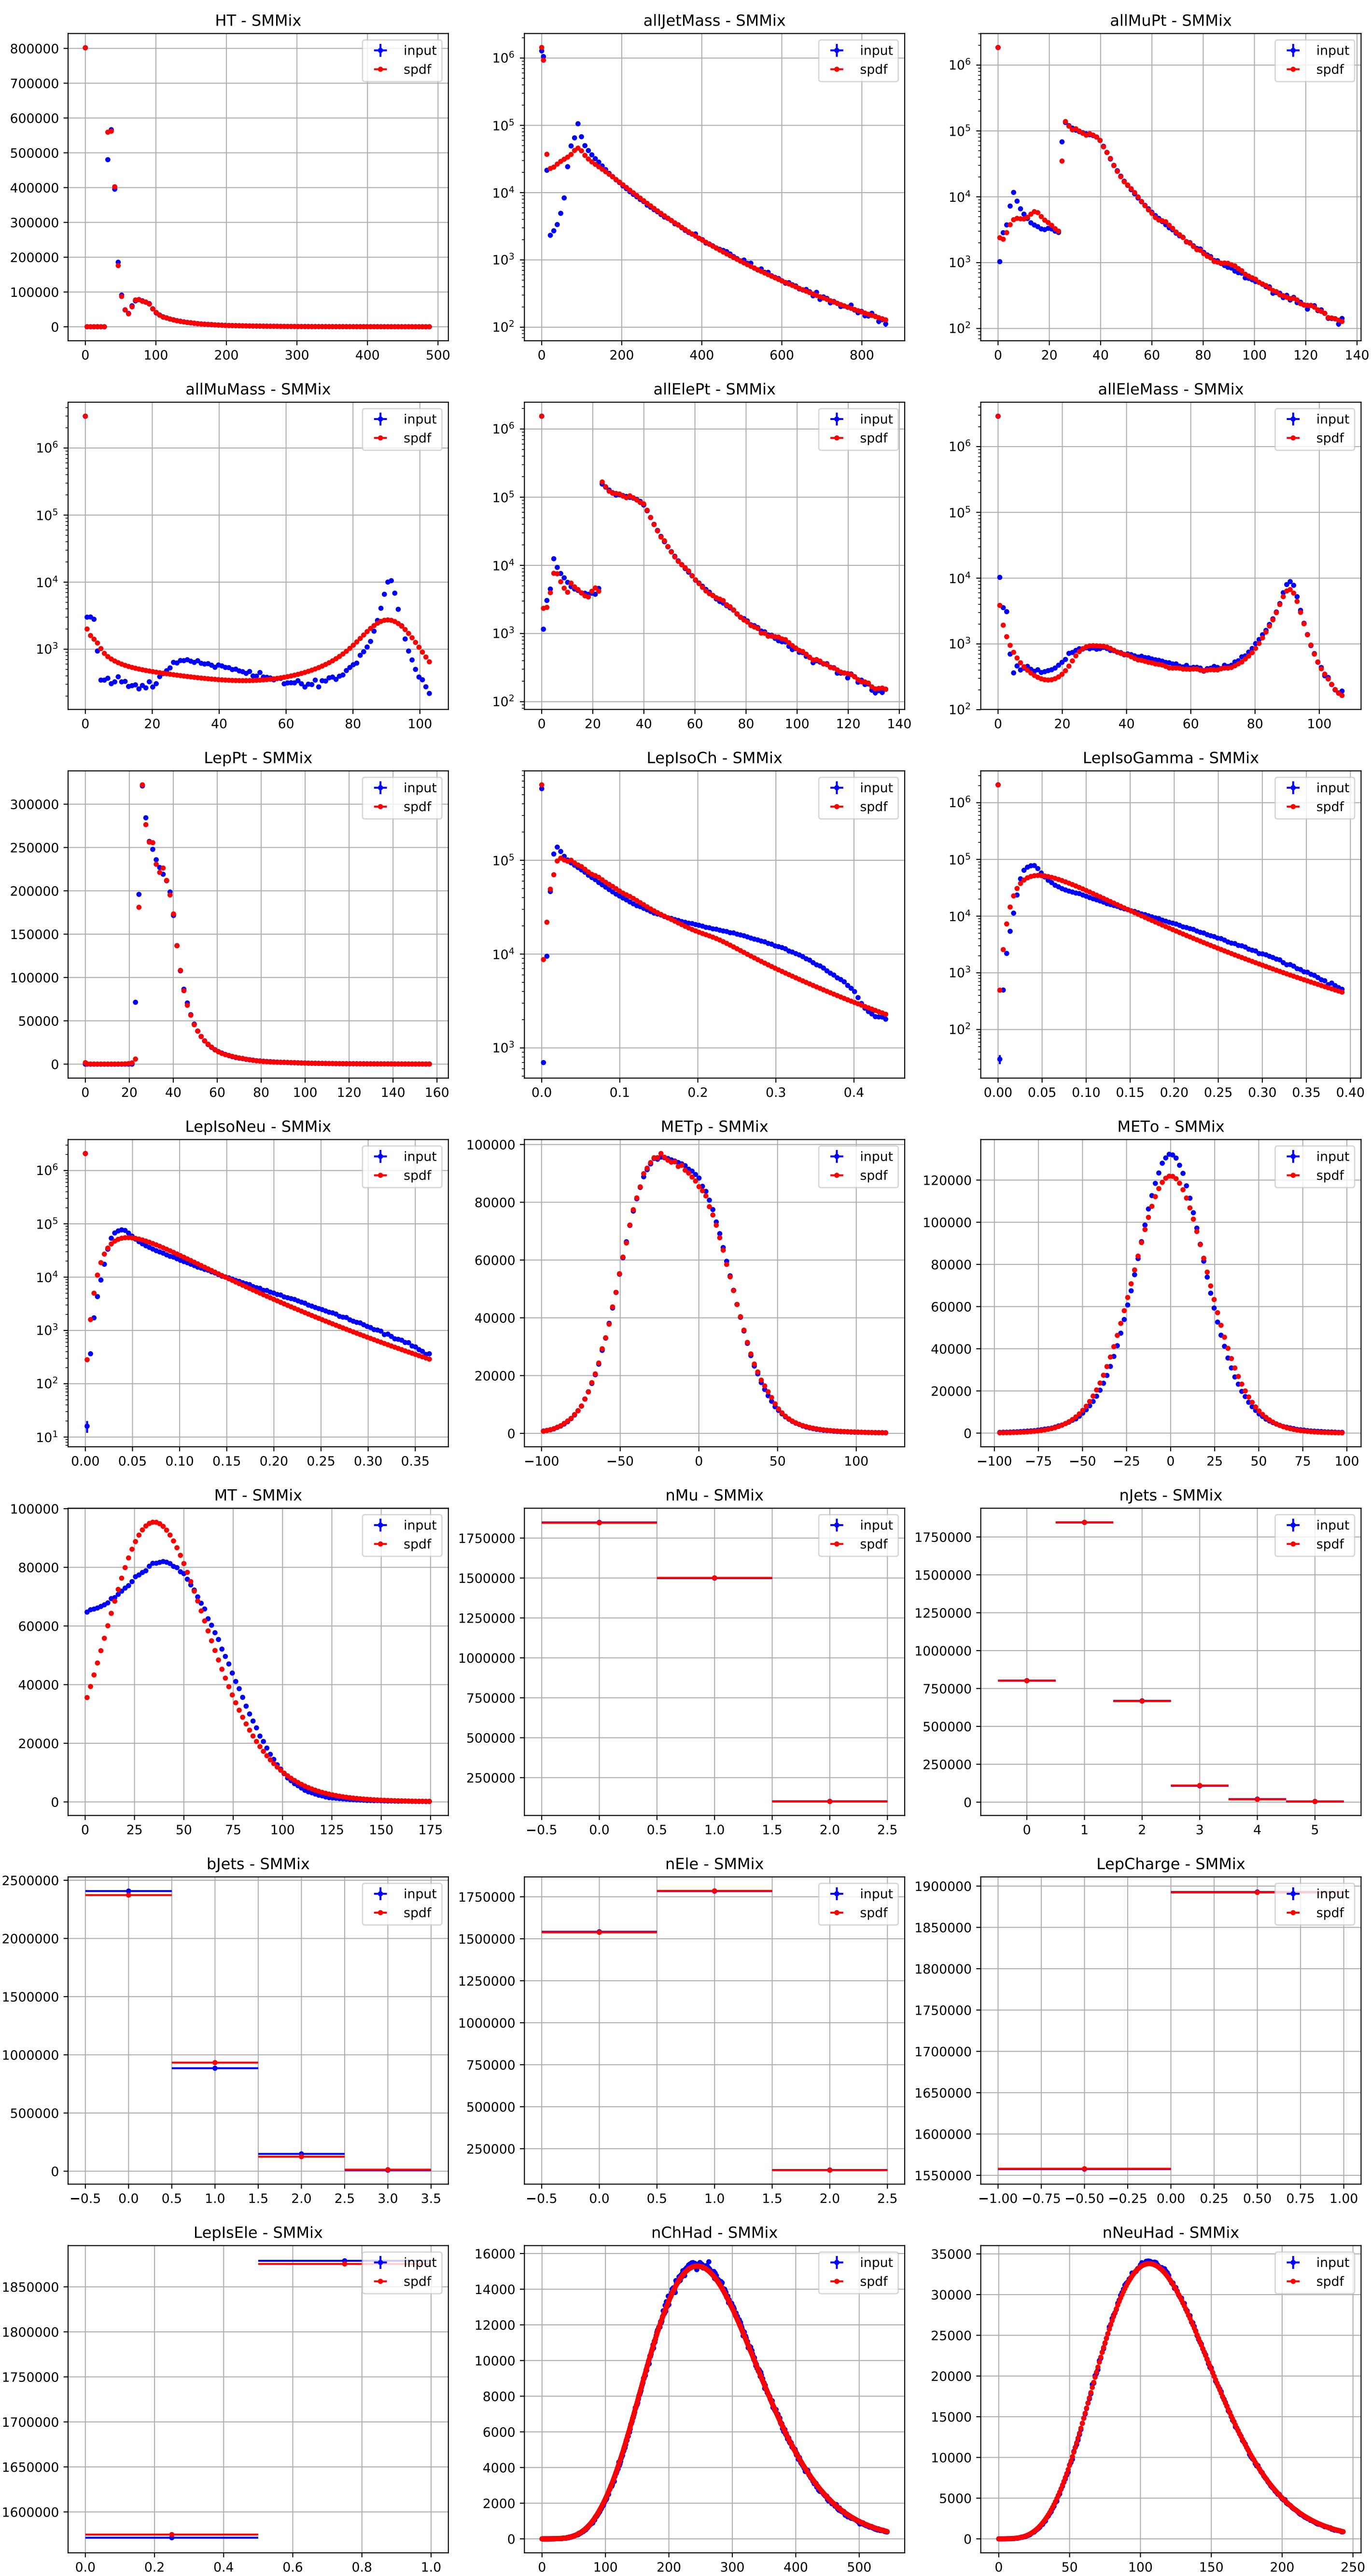 HT - SMMix
allJetMass - SMMix
allMuPt - SMMix
input
spdf
input
spdf
input
spdf
800000
700000
600000
500000
400000
300000
200000
100000
0
10^6
10^5
10^4
10^3
10^2
10^6
10^5
10^4
10^3
10^2
0 100 200 300 400 500
0 200 400 600 800
0 20 40 60 80 100 120 140
allMuMass - SMMix
allElePt - SMMix
allEleMass - SMMix
input
spdf
input
spdf
input
spdf
10^6
10^5
10^4
10^3
10^6
10^5
10^4
10^3
10^2
10^6
10^5
10^4
10^3
10^2
0 20 40 60 80 100
0 20 40 60 80 100 120 140
0 20 40 60 80 100
LepPt - SMMix
LepIsoCh - SMMix
LepIsoGamma - SMMix
input
spdf
input
spdf
input
spdf
300000
250000
200000
150000
100000
50000
0
10^5
10^4
10^3
10^6
10^5
10^4
10^3
10^2
0 20 40 60 80 100 120 140 160
0.0 0.1 0.2 0.3 0.4
0.00 0.05 0.10 0.15 0.20 0.25 0.30 0.35 0.40
LepIsoNeu - SMMix
METp - SMMix
METo - SMMix
input
spdf
input
spdf
input
spdf
10^6
10^5
10^4
10^3
10^2
10^1
100000
80000
60000
40000
20000
0
120000
100000
80000
60000
40000
20000
0
0.00 0.05 0.10 0.15 0.20 0.25 0.30 0.35
−100 −50 0 50 100
−100 −75 −50 −25 0 25 50 75 100
MT - SMMix
nMu - SMMix
nJets - SMMix
input
spdf
input
spdf
input
spdf
100000
80000
60000
40000
20000
0
1750000
1500000
1250000
1000000
750000
500000
250000
1750000
1500000
1250000
1000000
750000
500000
250000
0
0 25 50 75 100 125 150 175
−0.5 0.0 0.5 1.0 1.5 2.0 2.5
0 1 2 3 4 5
bJets - SMMix
nEle - SMMix
LepCharge - SMMix
input
spdf
input
spdf
input
spdf
2500000
2000000
1500000
1000000
500000
0
1750000
1500000
1250000
1000000
750000
500000
250000
1900000
1850000
1800000
1750000
1700000
1650000
1600000
1550000
−0.5 0.0 0.5 1.0 1.5 2.0 2.5 3.0 3.5
−0.5 0.0 0.5 1.0 1.5 2.0 2.5
−1.00 −0.75 −0.50 −0.25 0.00 0.25 0.50 0.75 1.00
LepIsEle - SMMix
nChHad - SMMix
nNeuHad - SMMix
input
spdf
input
spdf
input
spdf
1850000
1800000
1750000
1700000
1650000
1600000
16000
14000
12000
10000
8000
6000
4000
2000
0
35000
30000
25000
20000
15000
10000
5000
0
0.0 0.2 0.4 0.6 0.8 1.0
0 100 200 300 400 500
0 50 100 150 200 250